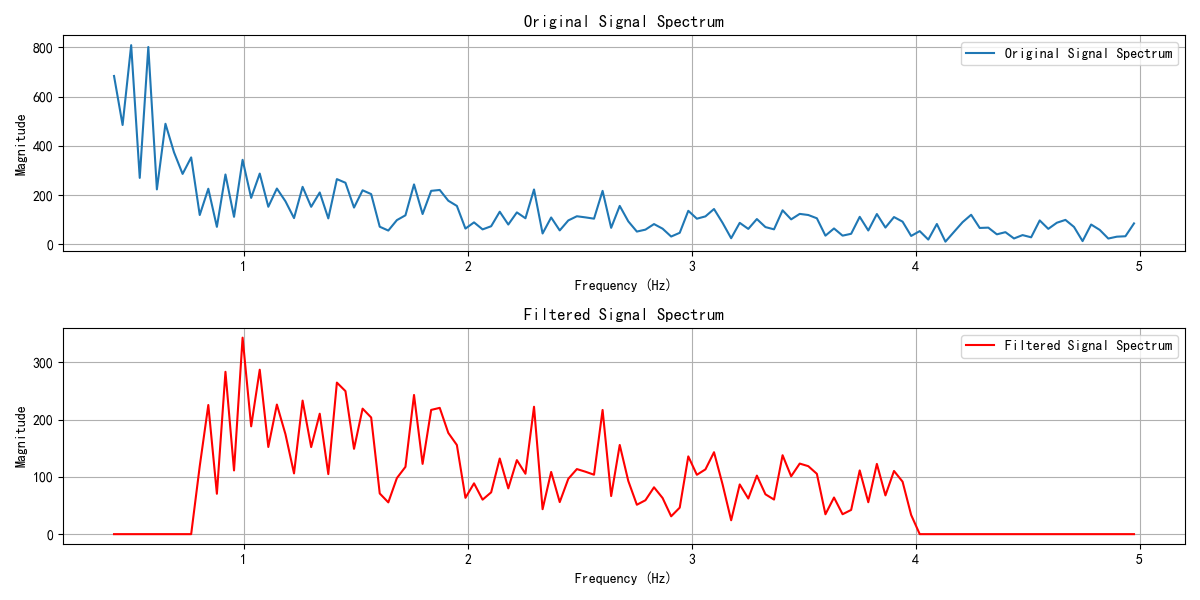 Original Signal Spectrum
Original Signal Spectrum
Magnitude
800
600
400
200
0
1 2 3 4 5
Frequency (Hz)
Filtered Signal Spectrum
Filtered Signal Spectrum
Magnitude
300
200
100
0
1 2 3 4 5
Frequency (Hz)